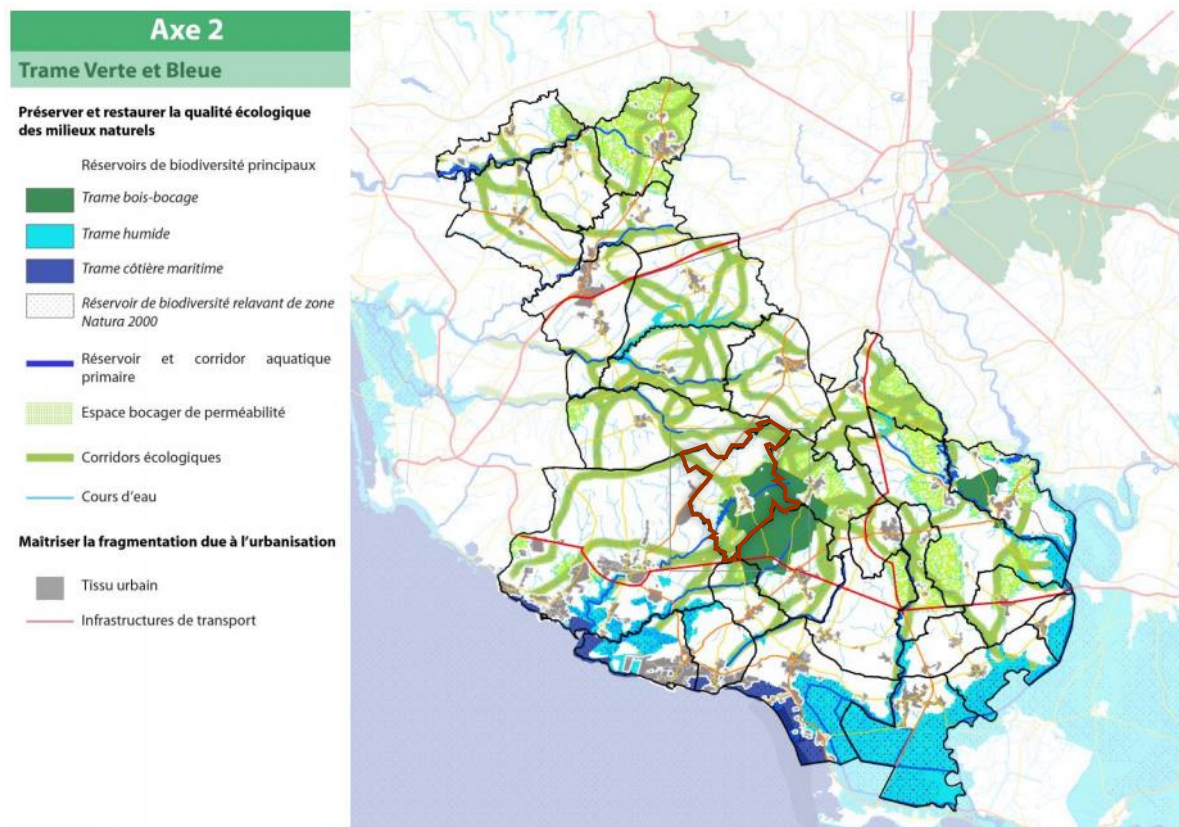 Axe 2
Trame Verte et Bleue
Préserver et restaurer la qualité écologique
des milieux naturels
Réservoirs de biodiversité principaux
Trame bois-bocage
Trame humide
Trame côtière maritime
Réservoir de biodiversité relavant de zone
Natura 2000
Réservoir et corridor aquatique
primaire
Espace bocager de perméabilité
Corridors écologiques
Cours d'eau
Maîtriser la fragmentation due à l'urbanisation
Tissu urbain
Infrastructures de transport